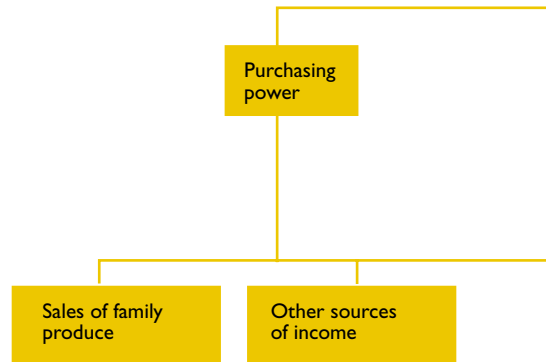 Purchasing
power
Sales of family
produce
Other sources
of income